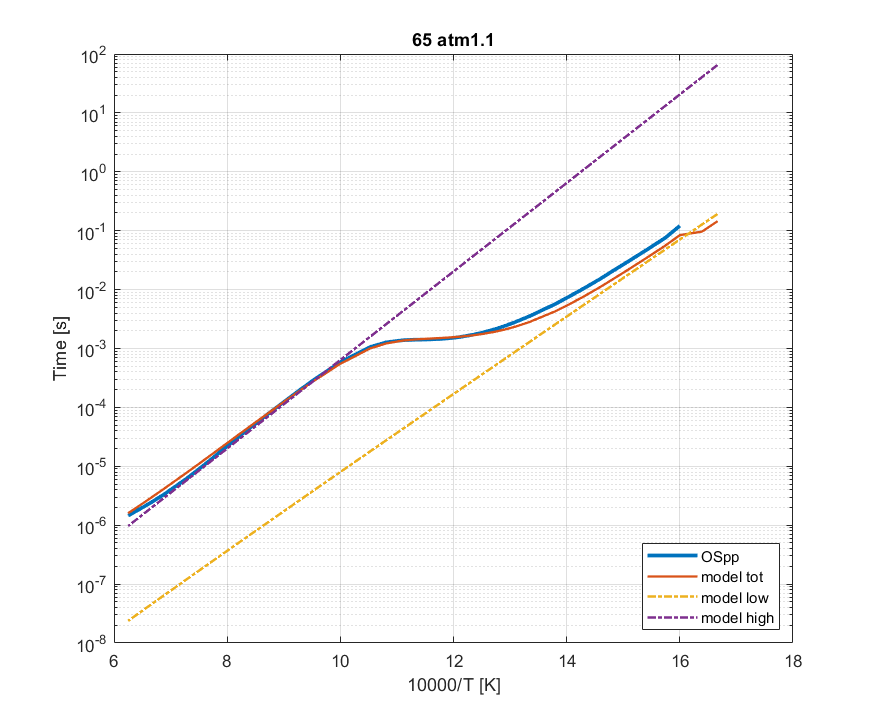 65 atm1.1
10^2
10^1
10^0
10^-1
10^-2
10^-3
10^-4
10^-5
10^-6
10^-7
10^-8
Time [s]
6 8 10 12 14 16 18
10000/T [K]
OSpp
model tot
model low
model high